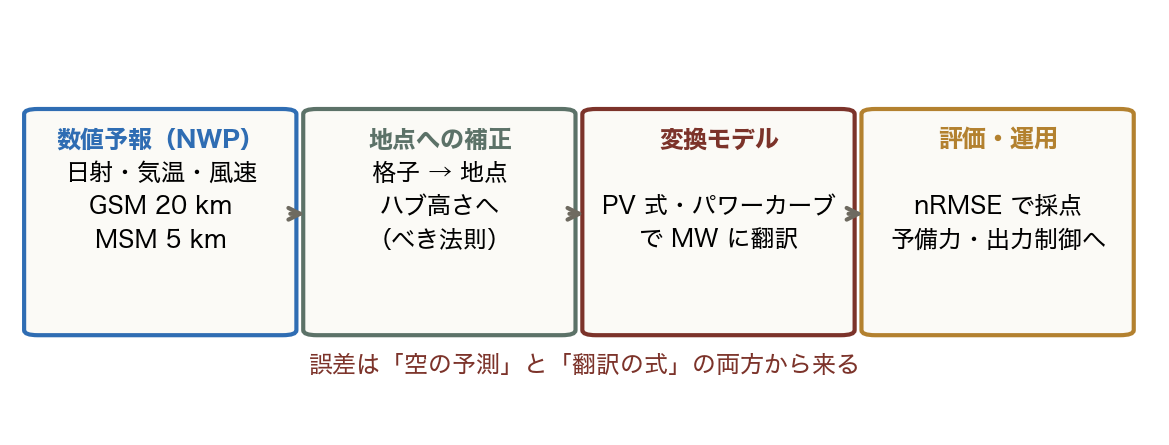 数値予報（NWP）
日射・気温・風速
GSM 20 km
MSM 5 km
地点への補正
格子 → 地点
ハブ高さへ
（べき法則）
変換モデル
PV 式・パワーカーブ
で MW に翻訳
評価・運用
nRMSE で採点
予備力・出力制御へ
誤差は「空の予測」と「翻訳の式」の両方から来る